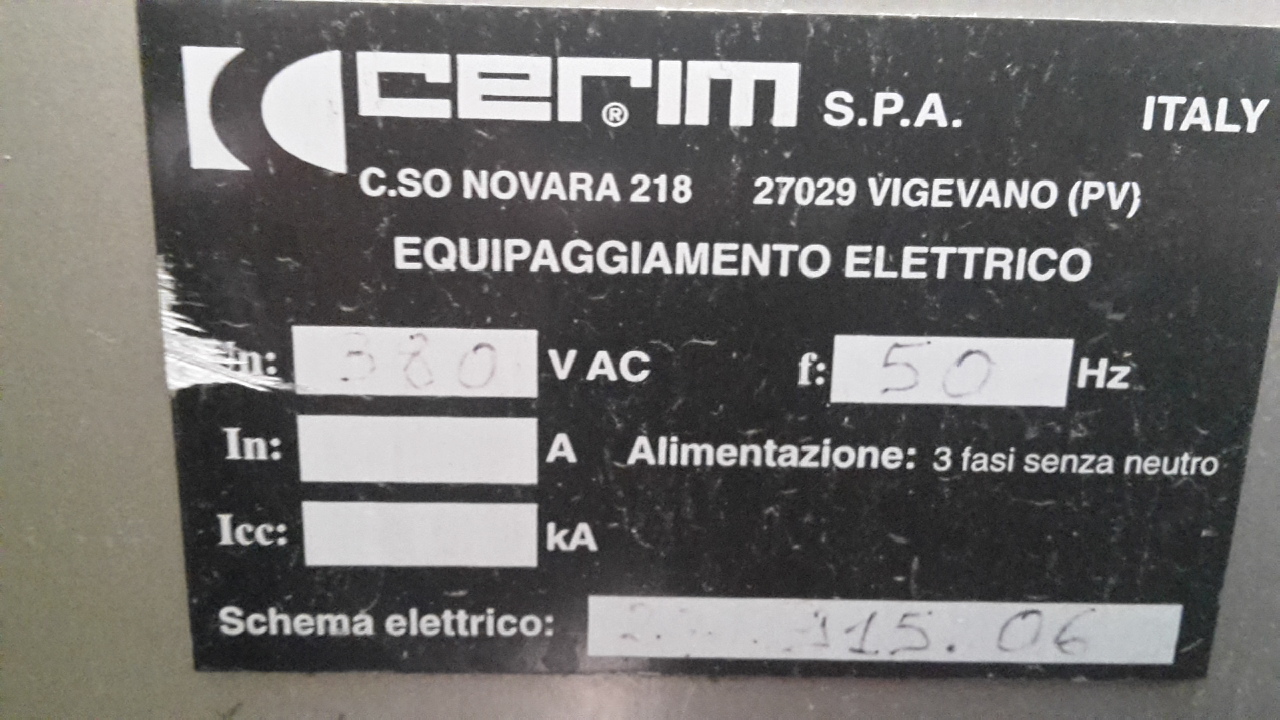 cerim® S.P.A. ITALY
C.SO NOVARA 218 27029 VIGEVANO (PV)
EQUIPAGGIAMENTO ELETTRICO
380 V AC f: 50 Hz
In: A Alimentazione: 3 fasi senza neutro
Icc: kA
Schema elettrico: 115.06